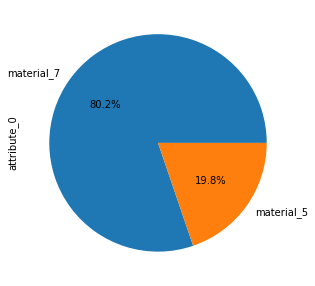 material_7
80.2%
attribute_0
19.8%
material_5